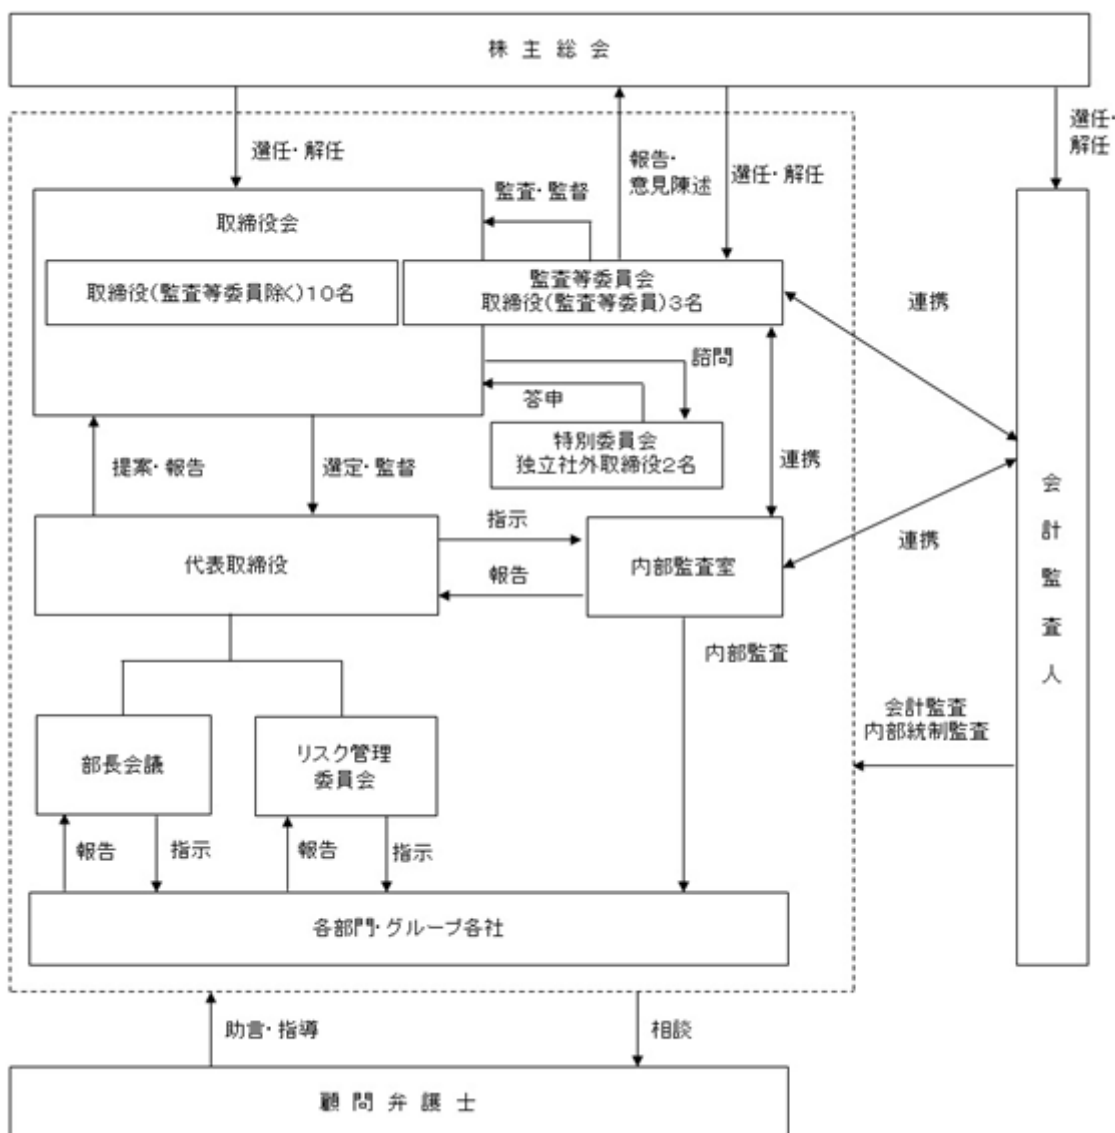 株主総会
選任・解任
報告・
意見陳述
選任・解任
選任・
解任
監査・監督
取締役会
取締役(監査等委員除く)10名
監査等委員会
取締役(監査等委員)3名
連携
諮問
答申
特別委員会
独立社外取締役2名
提案・報告
選定・監督
連携
指示
代表取締役
報告
内部監査室
連携
会計監査人
内部監査
会計監査
内部統制監査
部長会議
リスク管理
委員会
報告
指示
報告
指示
各部門・グループ各社
助言・指導
相談
顧問弁護士